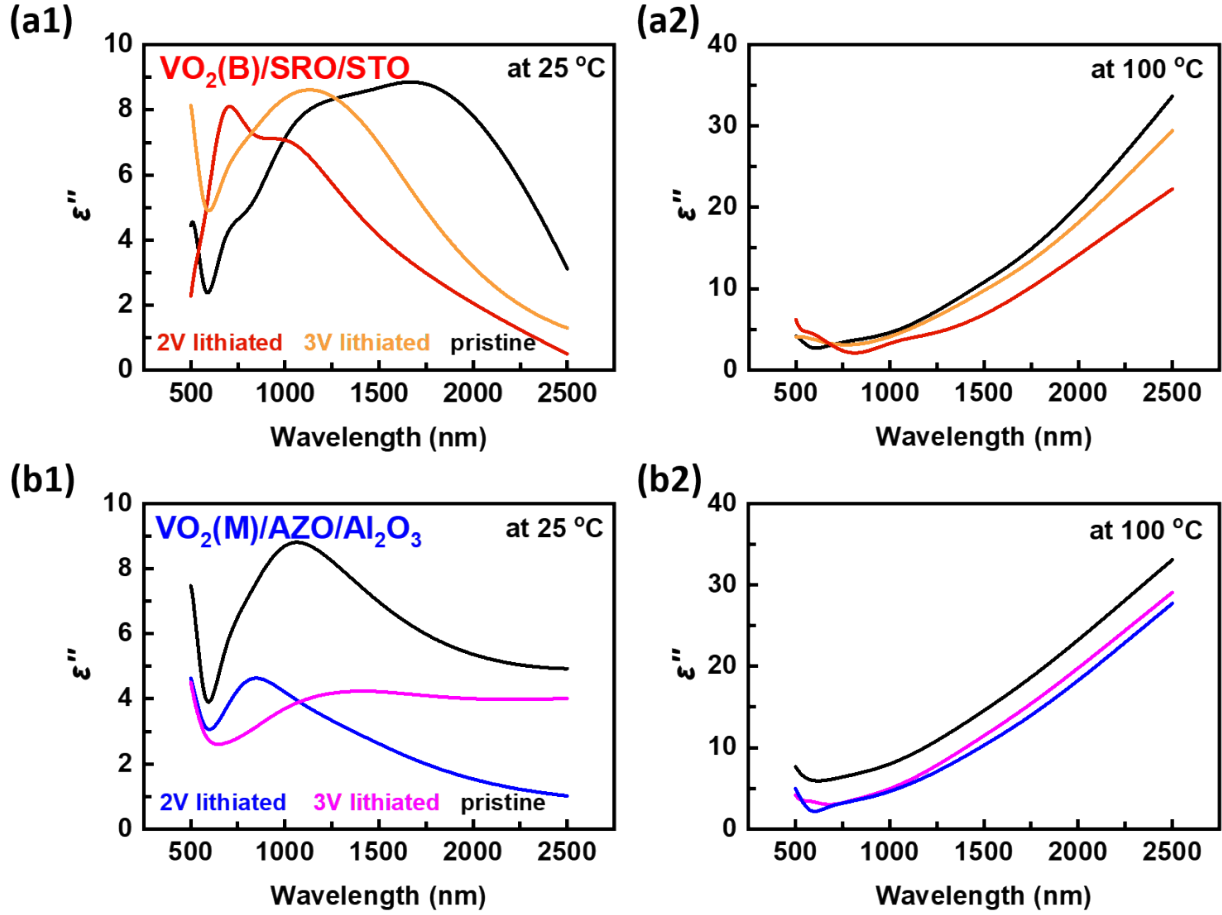 (a1)
10
8
6
4
2
0
ε″
VO₂(B)/SRO/STO
at 25 °C
2V lithiated 3V lithiated pristine
500 1000 1500 2000 2500
Wavelength (nm)
(a2)
40
30
20
10
0
ε″
at 100 °C
500 1000 1500 2000 2500
Wavelength (nm)
(b1)
10
8
6
4
2
0
ε″
VO₂(M)/AZO/Al₂O₃
at 25 °C
2V lithiated 3V lithiated pristine
500 1000 1500 2000 2500
Wavelength (nm)
(b2)
40
30
20
10
0
ε″
at 100 °C
500 1000 1500 2000 2500
Wavelength (nm)